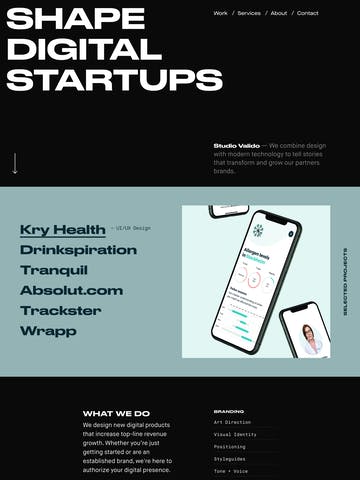 SHAPE
DIGITAL
STARTUPS
Work / Services / About / Contact
Studio Valido — We combine design
with modern technology to tell stories
that transform and grow our partners
brands.
Kry Health — UI/UX Design
Drinkspiration
Tranquil
Absolut.com
Trackster
Wrapp
Allergen levels
in Stockholm
SELECTED PROJECTS
WHAT WE DO
We design new digital products
that increase top-line revenue
growth. Whether you're just
getting started or are an
established brand, we're here to
authorize your digital presence.
BRANDING
Art Direction
Visual Identity
Positioning
Styleguides
Tone + Voice